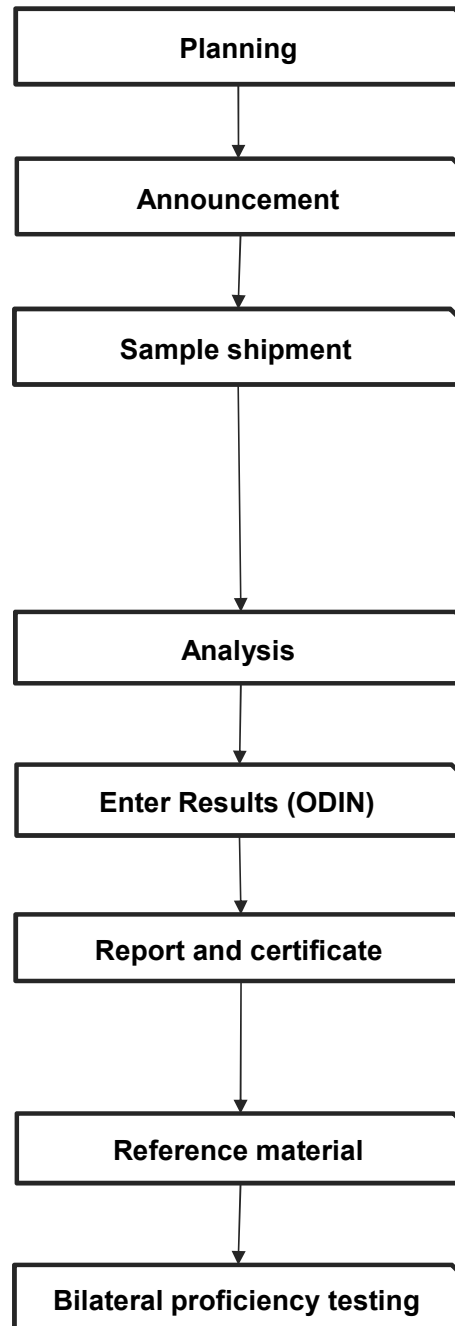 Planning
Announcement
Sample shipment
Analysis
Enter Results (ODIN)
Report and certificate
Reference material
Bilateral proficiency testing